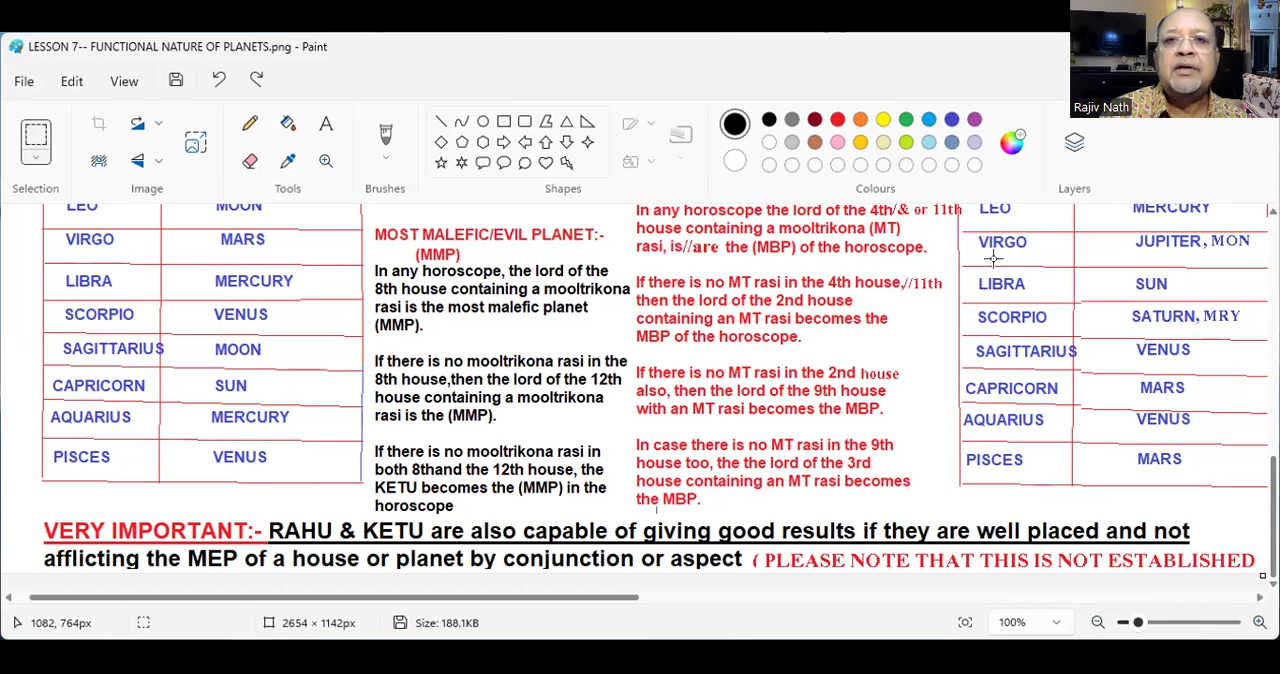 LESSON 7-- FUNCTIONAL NATURE OF PLANETS.png - Paint
File Edit View
Selection Image Tools Brushes Shapes Colours Layers
Rajiv Nath
LEO MOON
VIRGO MARS
LIBRA MERCURY
SCORPIO VENUS
SAGITTARIUS MOON
CAPRICORN SUN
AQUARIUS MERCURY
PISCES VENUS
MOST MALEFIC/EVIL PLANET:-
(MMP)
In any horoscope, the lord of the
8th house containing a mooltrikona
rasi is the most malefic planet
(MMP).
If there is no mooltrikona rasi in the
8th house,then the lord of the 12th
house containing a mooltrikona
rasi is the (MMP).
If there is no mooltrikona rasi in
both 8thand the 12th house, the
KETU becomes the (MMP) in the
horoscope
In any horoscope the lord of the 4th/& or 11th
house containing a mooltrikona (MT)
rasi, is//are the (MBP) of the horoscope.
If there is no MT rasi in the 4th house,//11th
then the lord of the 2nd house
containing an MT rasi becomes the
MBP of the horoscope.
If there is no MT rasi in the 2nd house
also, then the lord of the 9th house
with an MT rasi becomes the MBP.
In case there is no MT rasi in the 9th
house too, the the lord of the 3rd
house containing an MT rasi becomes
the MBP.
LEO MERCURY
VIRGO JUPITER, MON
LIBRA SUN
SCORPIO SATURN, MRY
SAGITTARIUS VENUS
CAPRICORN MARS
AQUARIUS VENUS
PISCES MARS
VERY IMPORTANT:- RAHU & KETU are also capable of giving good results if they are well placed and not
afflicting the MEP of a house or planet by conjunction or aspect ( PLEASE NOTE THAT THIS IS NOT ESTABLISHED
1082, 764px 2654 × 1142px Size: 188.1KB 100%